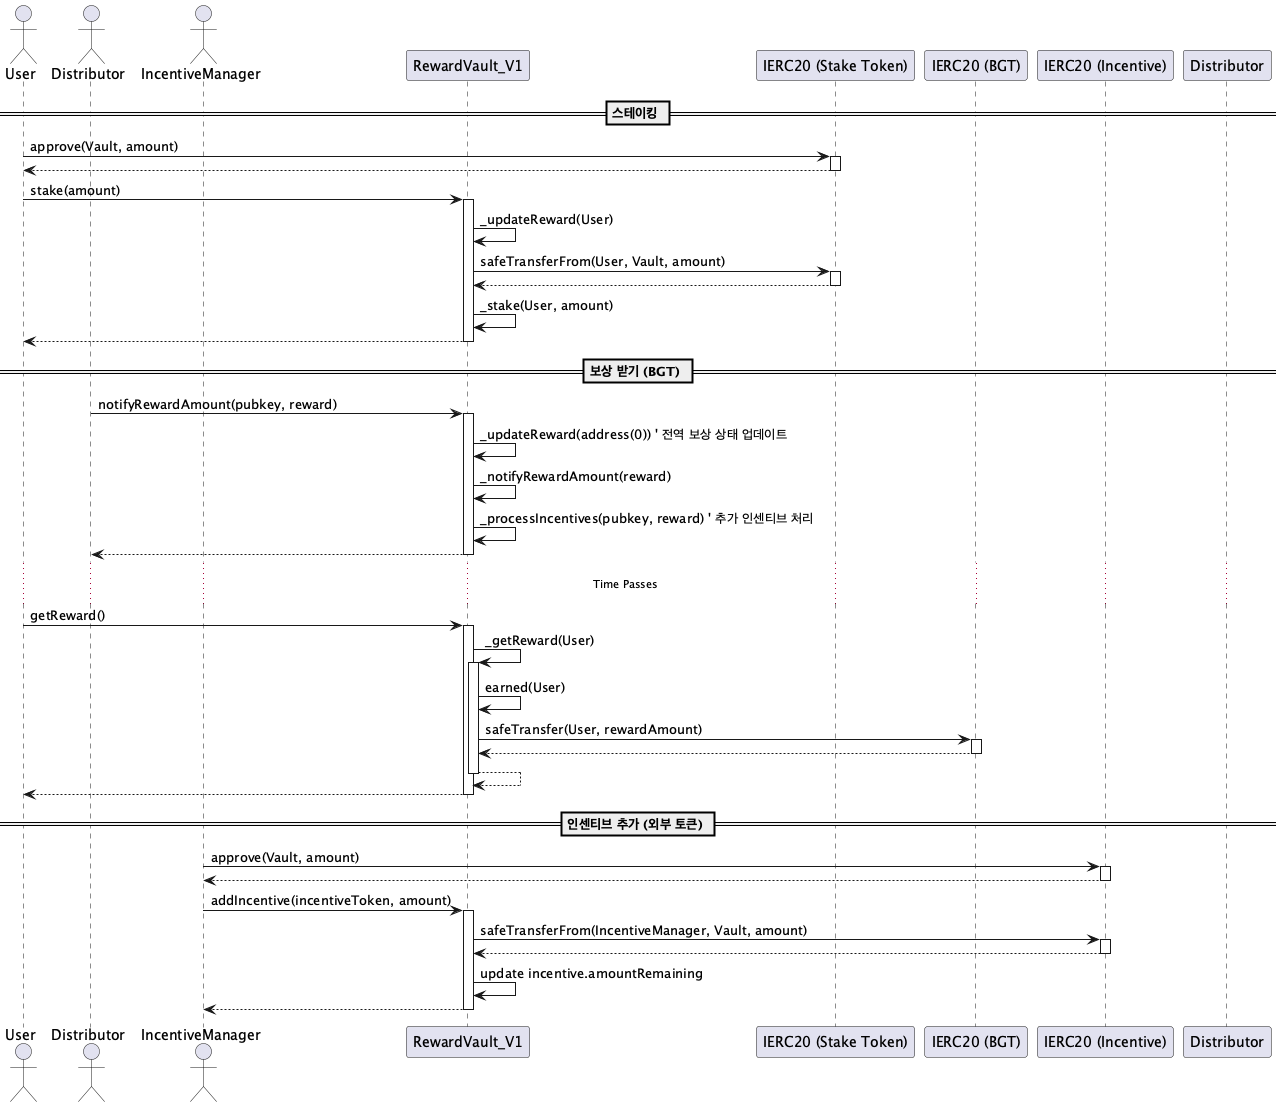 User Distributor IncentiveManager RewardVault_V1 IERC20 (Stake Token) IERC20 (BGT) IERC20 (Incentive) Distributor
스테이킹
approve(Vault, amount)
stake(amount)
_updateReward(User)
safeTransferFrom(User, Vault, amount)
_stake(User, amount)
보상 받기 (BGT)
notifyRewardAmount(pubkey, reward)
_updateReward(address(0)) ' 전역 보상 상태 업데이트
_notifyRewardAmount(reward)
_processIncentives(pubkey, reward) ' 추가 인센티브 처리
Time Passes
getReward()
_getReward(User)
earned(User)
safeTransfer(User, rewardAmount)
인센티브 추가 (외부 토큰)
approve(Vault, amount)
addIncentive(incentiveToken, amount)
safeTransferFrom(IncentiveManager, Vault, amount)
update incentive.amountRemaining
User Distributor IncentiveManager RewardVault_V1 IERC20 (Stake Token) IERC20 (BGT) IERC20 (Incentive) Distributor